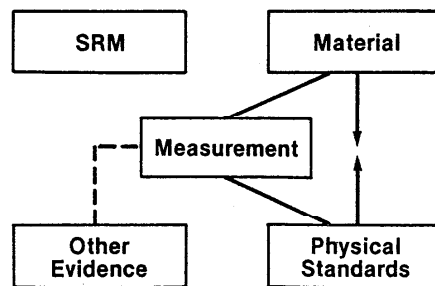 SRM
Material
Measurement
Other
Evidence
Physical
Standards